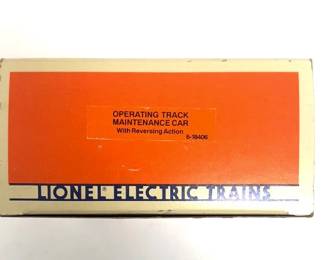 OPERATING TRACK
MAINTENANCE CAR
With Reversing Action
6-18406
LIONEL® ELECTRIC TRAINS